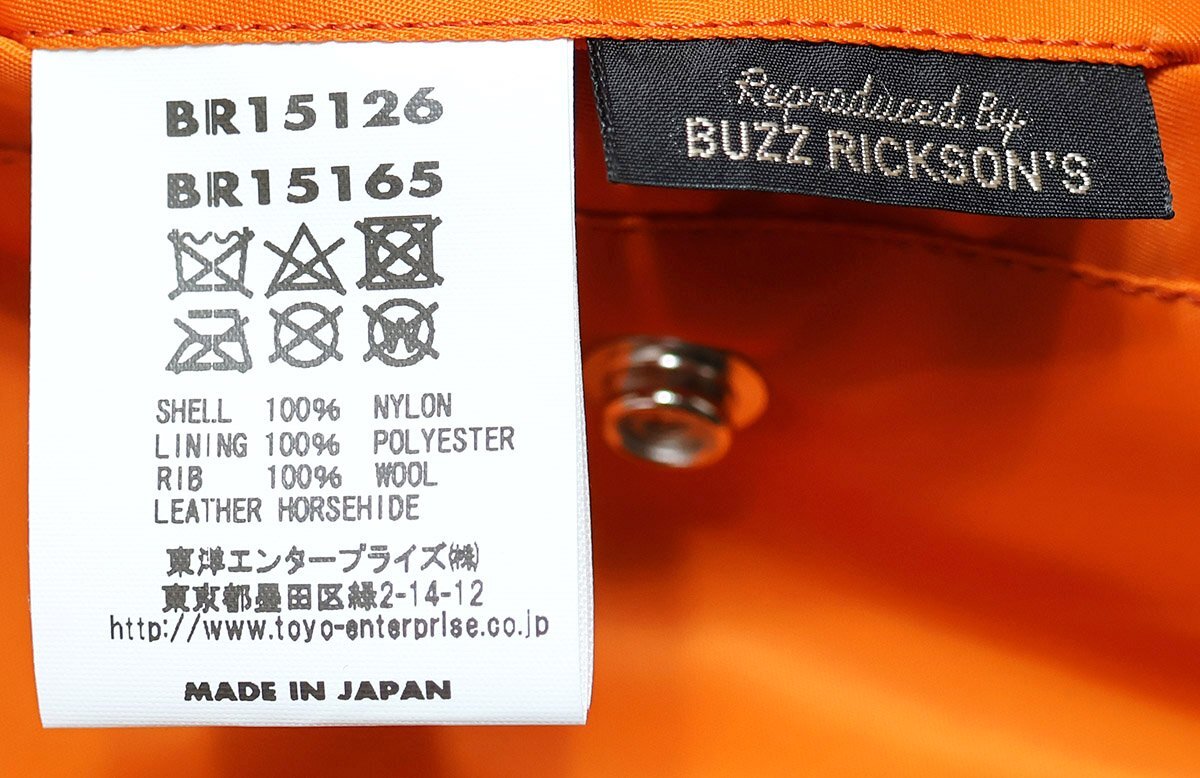 BR15126
BR15165
W
SHELL 100% NYLON
LINING 100% POLYESTER
RIB 100% WOOL
LEATHER HORSEHIDE
東洋エンタープライズ㈱
東京都墨田区緑2-14-12
http://www.toyo-enterprise.co.jp
MADE IN JAPAN
Reproduced By
BUZZ RICKSON'S